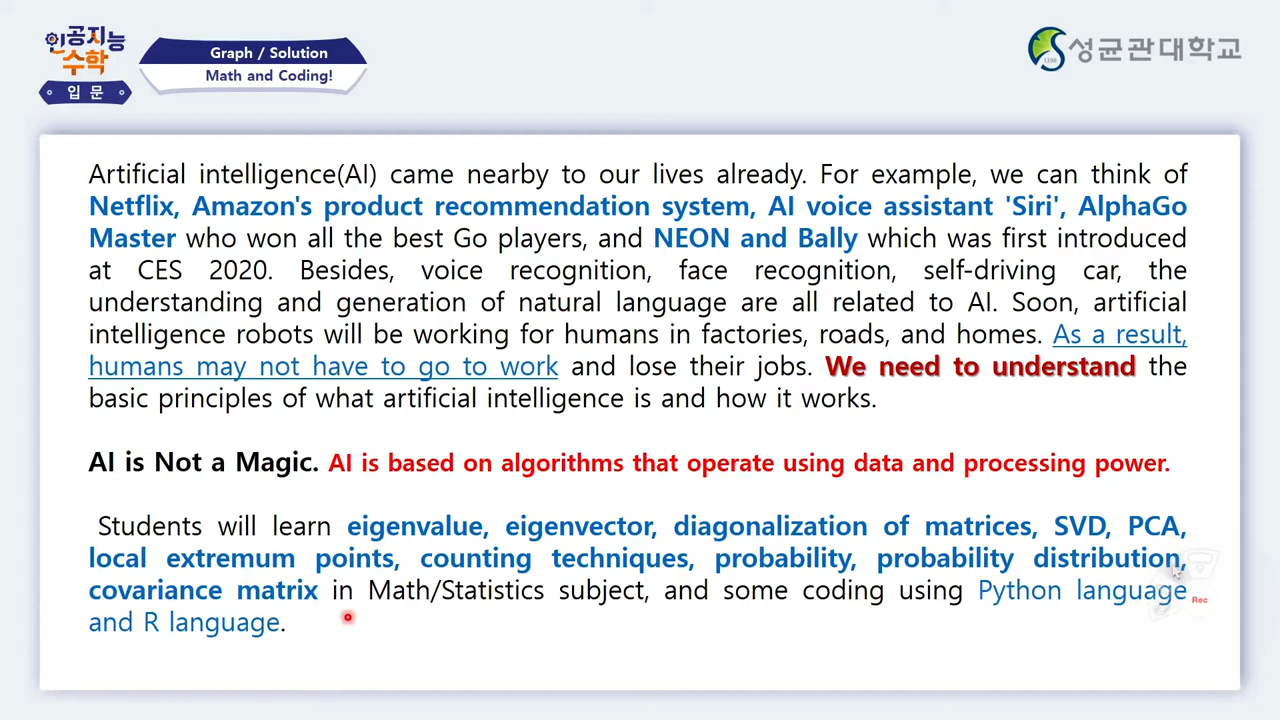 인공지능
수학
입문
Graph / Solution
Math and Coding!
1398
성균관대학교
Artificial intelligence(AI) came nearby to our lives already. For example, we can think of
Netflix, Amazon's product recommendation system, AI voice assistant 'Siri', AlphaGo
Master who won all the best Go players, and NEON and Bally which was first introduced
at CES 2020. Besides, voice recognition, face recognition, self-driving car, the
understanding and generation of natural language are all related to AI. Soon, artificial
intelligence robots will be working for humans in factories, roads, and homes. As a result,
humans may not have to go to work and lose their jobs. We need to understand the
basic principles of what artificial intelligence is and how it works.
AI is Not a Magic. AI is based on algorithms that operate using data and processing power.
Students will learn eigenvalue, eigenvector, diagonalization of matrices, SVD, PCA,
local extremum points, counting techniques, probability, probability distribution,
covariance matrix in Math/Statistics subject, and some coding using Python language
and R language.
Rec